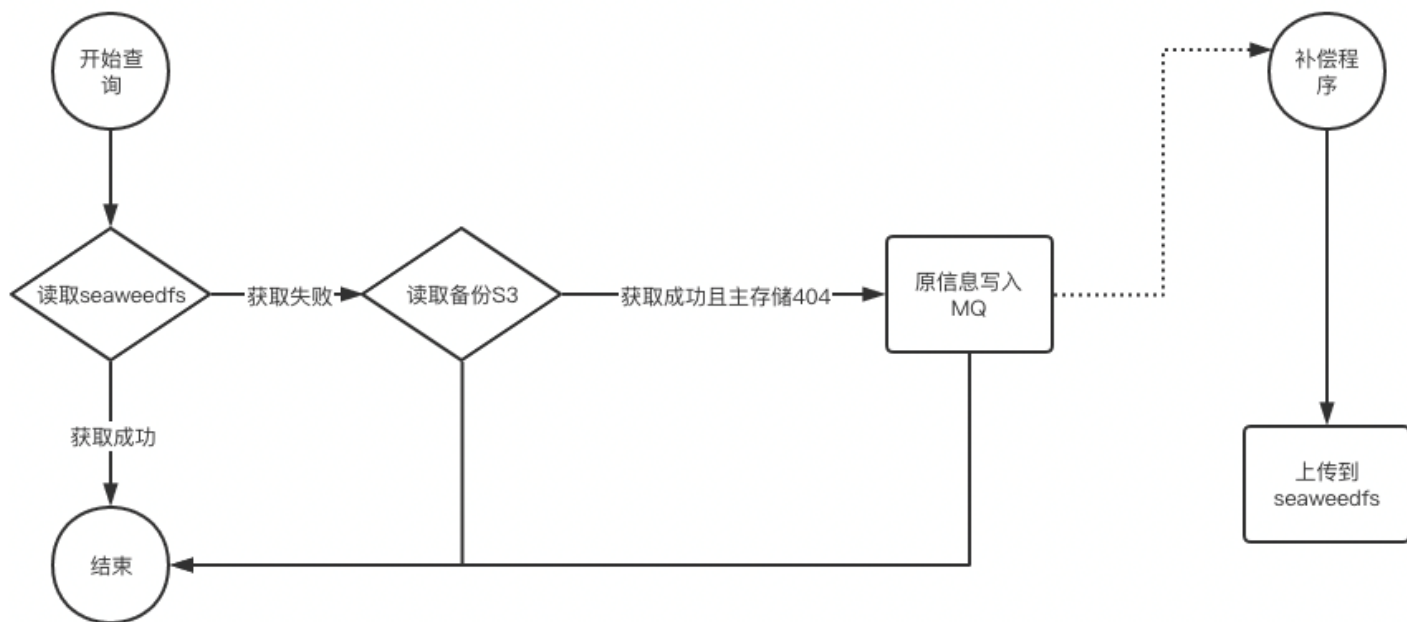 开始查
询
补偿程
序
读取seaweedfs
获取失败
读取备份S3
获取成功且主存储404
原信息写入
MQ
获取成功
上传到
seaweedfs
结束